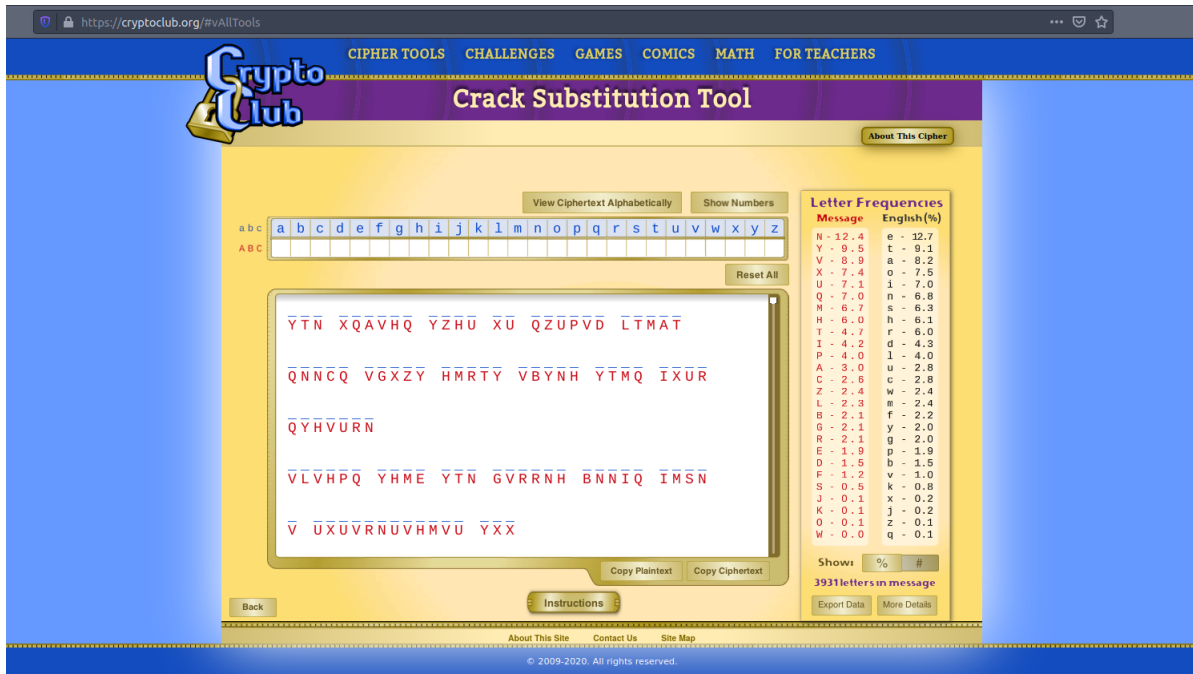 https://cryptoclub.org/#vAllTools
Crypto Club
CIPHER TOOLS CHALLENGES GAMES COMICS MATH FOR TEACHERS
Crack Substitution Tool
About This Cipher
View Ciphertext Alphabetically Show Numbers
a b c a b c d e f g h i j k l m n o p q r s t u v w x y z
A B C
Reset All
YTN XQAVHQ YZHU XU QZUPVD LTMAT
QNNCQ VGXZY HMRTY VBYNH YTMQ IXUR
QYHVURN
VLVHPQ YHME YTN GVRRNH BNNIQ IMSN
V UXUVRNUVHMVU YXX
Copy Plaintext Copy Ciphertext
Instructions
Back
Letter Frequencies
Message English (%)
N - 12.4 e - 12.7
Y - 9.5 t - 9.1
V - 8.9 a - 8.2
X - 7.4 o - 7.5
U - 7.1 i - 7.0
Q - 7.0 n - 6.8
M - 6.7 s - 6.3
H - 6.0 h - 6.1
T - 4.7 r - 6.0
I - 4.2 d - 4.3
P - 4.0 l - 4.0
A - 3.0 u - 2.8
C - 2.6 c - 2.8
Z - 2.4 w - 2.4
L - 2.3 m - 2.4
B - 2.1 f - 2.2
G - 2.1 y - 2.0
R - 2.1 g - 2.0
E - 1.9 p - 1.9
D - 1.5 b - 1.5
F - 1.2 v - 1.0
S - 0.5 k - 0.8
J - 0.1 x - 0.2
K - 0.1 j - 0.2
O - 0.1 z - 0.1
W - 0.0 q - 0.1
Show: % #
3931 letters in message
Export Data More Details
About This Site Contact Us Site Map
© 2009-2020. All rights reserved.